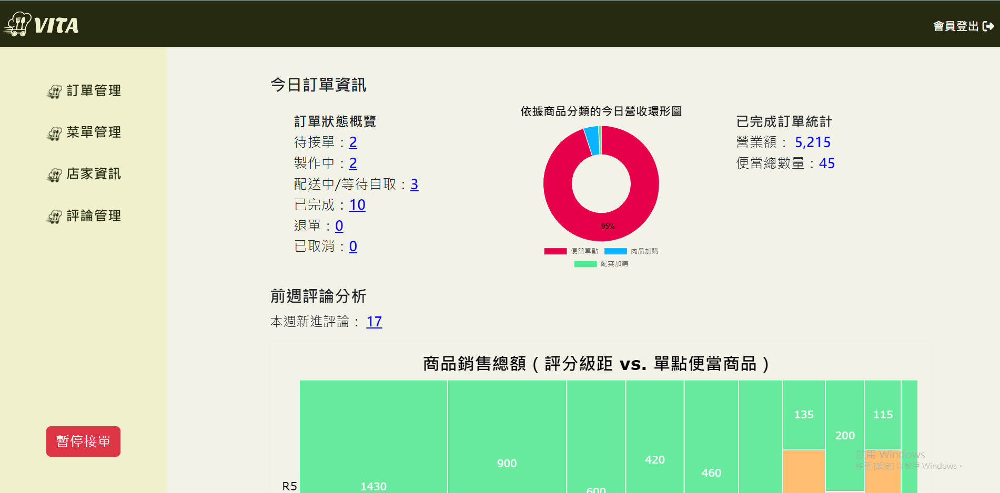 VITA
會員登出
訂單管理
菜單管理
店家資訊
評論管理
暫停接單
今日訂單資訊
訂單狀態概覽
待接單：2
製作中：2
配送中/等待自取：3
已完成：10
退單：0
已取消：0
依據商品分類的今日營收環形圖
95%
便當單點 肉品加購
配菜加購
已完成訂單統計
營業額： 5,215
便當總數量：45
前週評論分析
本週新進評論： 17
商品銷售總額（評分級距 vs. 單點便當商品）
135 115
200
420
900
460
R5 1430
600
啟用 Windows
移至 [設定] 以啟用 Windows。